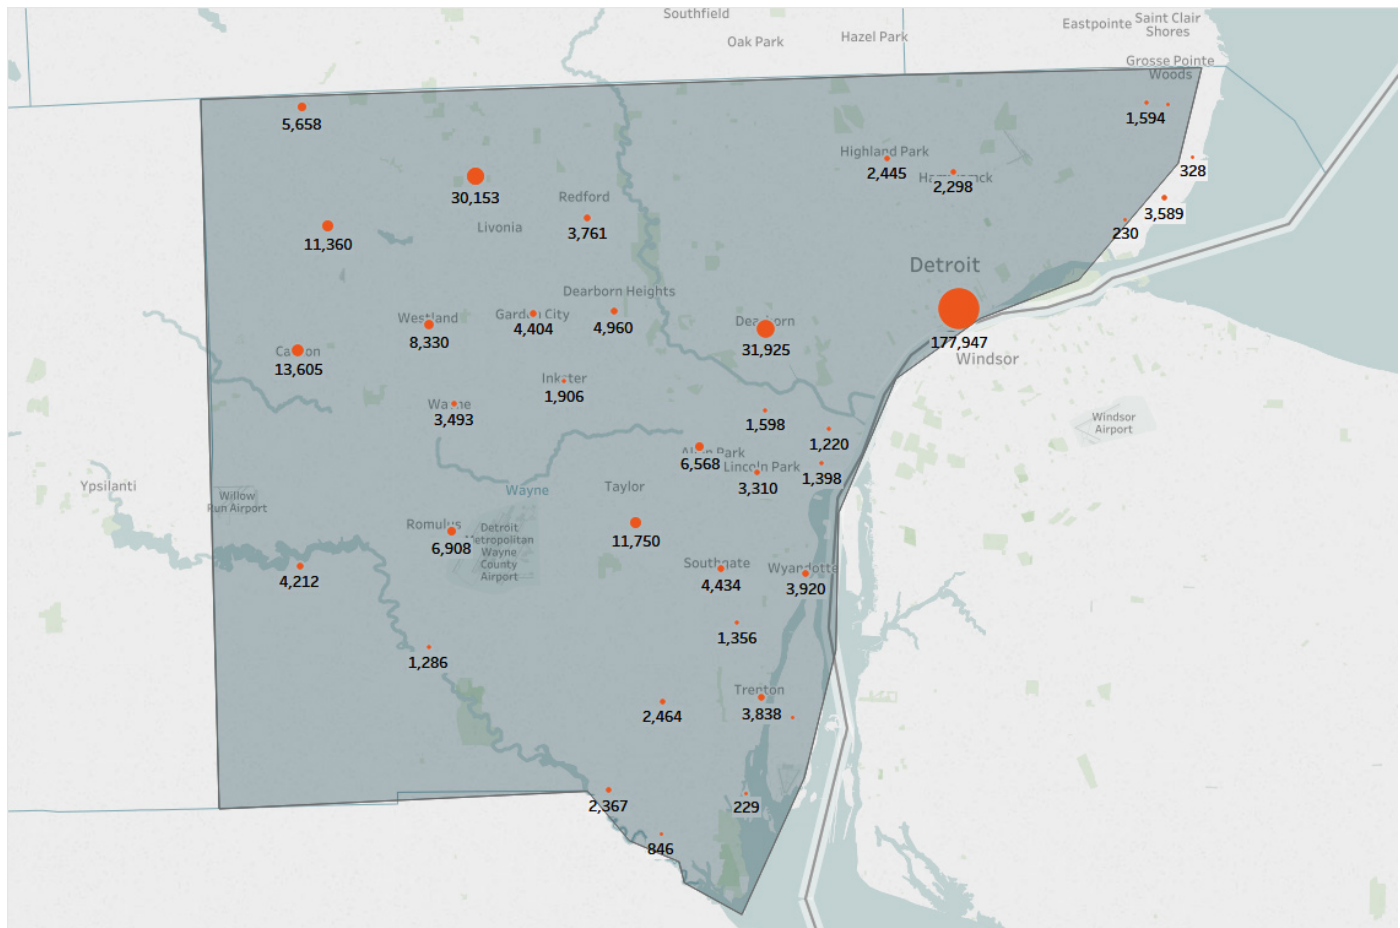 Southfield
Oak Park
Hazel Park
Eastpointe
Saint Clair
Shores
Grosse Pointe
Woods
5,658
1,594
Highland Park
2,445
2,298
328
30,153
Redford
3,761
3,589
Livonia
11,360
230
Detroit
177,947
Windsor
Dearborn Heights
4,960
Garden City
4,404
Westland
8,330
31,925
13,605
1,906
3,493
1,598
1,220
Windsor
Airport
6,568
Lincoln Park
3,310
1,398
Ypsilanti
Willow
Run Airport
Wayne
Taylor
11,750
Romulus
6,908
Detroit
Metropolitan
Wayne
County
Airport
4,212
Southgate
4,434
Wyandotte
3,920
1,356
1,286
Trenton
3,838
2,464
2,367
229
846